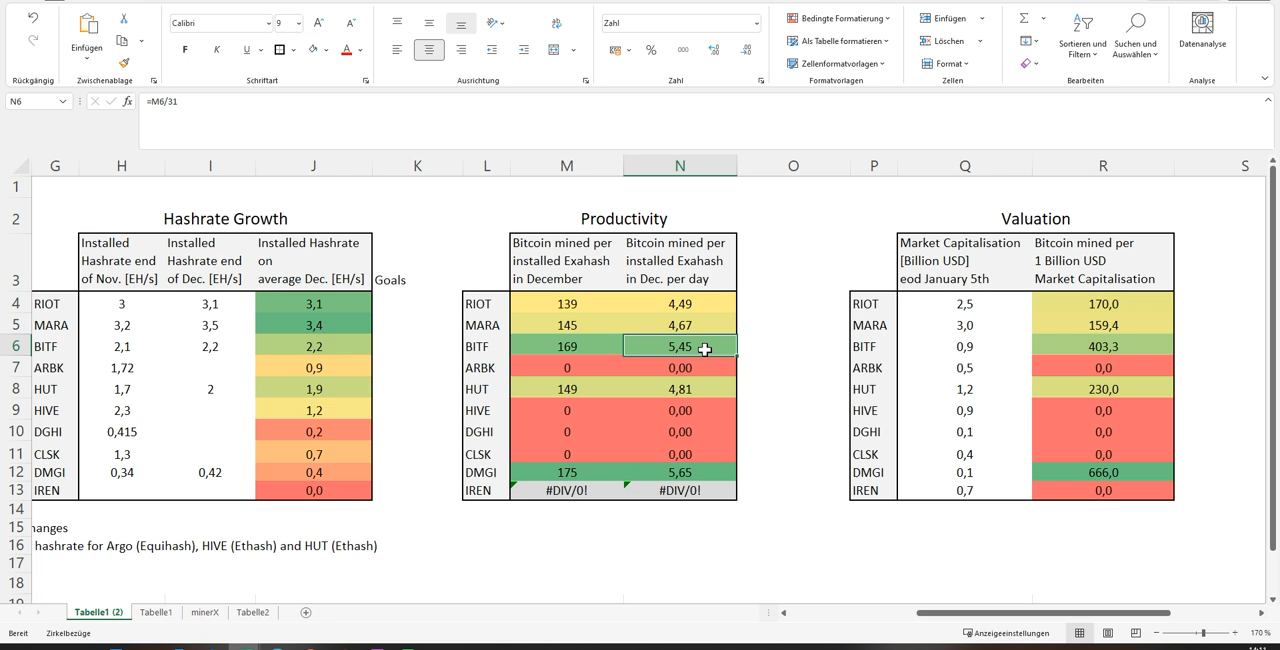 Calibri 9 A A Zahl Bedingte Formatierung Einfügen Σ
Einfügen F K U A % 000 Als Tabelle formatieren Löschen Sortieren und Filtern Suchen und Auswählen Datenanalyse
Zellenformatvorlagen Format
Rückgängig Zwischenablage Schriftart Ausrichtung Zahl Formatvorlagen Zellen Bearbeiten Analyse
N6 fx =M6/31
G H I J K L M N O P Q R S
1
2 Hashrate Growth Productivity Valuation
Installed Installed Installed Hashrate Bitcoin mined per Bitcoin mined per Market Capitalisation Bitcoin mined per
Hashrate end Hashrate end on installed Exahash installed Exahash [Billion USD] 1 Billion USD
3 of Nov. [EH/s] of Dec. [EH/s] average Dec. [EH/s] Goals in December in Dec. per day eod January 5th Market Capitalisation
4 RIOT 3 3,1 3,1 RIOT 139 4,49 RIOT 2,5 170,0
5 MARA 3,2 3,5 3,4 MARA 145 4,67 MARA 3,0 159,4
6 BITF 2,1 2,2 2,2 BITF 169 5,45 BITF 0,9 403,3
7 ARBK 1,72 0,9 ARBK 0 0,00 ARBK 0,5 0,0
8 HUT 1,7 2 1,9 HUT 149 4,81 HUT 1,2 230,0
9 HIVE 2,3 1,2 HIVE 0 0,00 HIVE 0,9 0,0
10 DGHI 0,415 0,2 DGHI 0 0,00 DGHI 0,1 0,0
11 CLSK 1,3 0,7 CLSK 0 0,00 CLSK 0,4 0,0
12 DMGI 0,34 0,42 0,4 DMGI 175 5,65 DMGI 0,1 666,0
13 IREN 0,0 IREN #DIV/0! #DIV/0! IREN 0,7 0,0
14
15 hanges
16 hashrate for Argo (Equihash), HIVE (Ethash) and HUT (Ethash)
17
18
Tabelle1 (2) Tabelle1 minerX Tabelle2
Bereit Zirkelbezüge Anzeigeeinstellungen 170 %